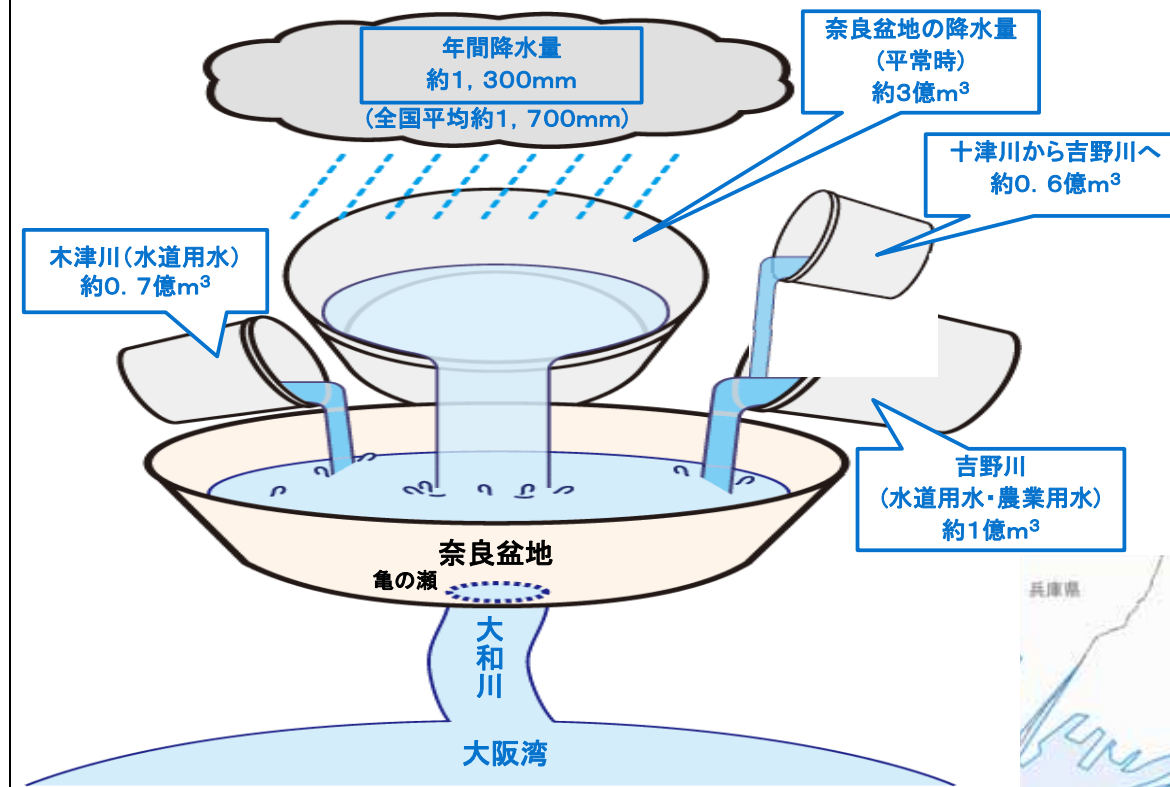 年間降水量
約1,300mm
(全国平均約1,700mm)
奈良盆地の降水量
(平常時)
約3億m³
十津川から吉野川へ
約0.6億m³
木津川(水道用水)
約0.7億m³
吉野川
(水道用水・農業用水)
約1億m³
奈良盆地
亀の瀬
大和川
大阪湾
兵庫県